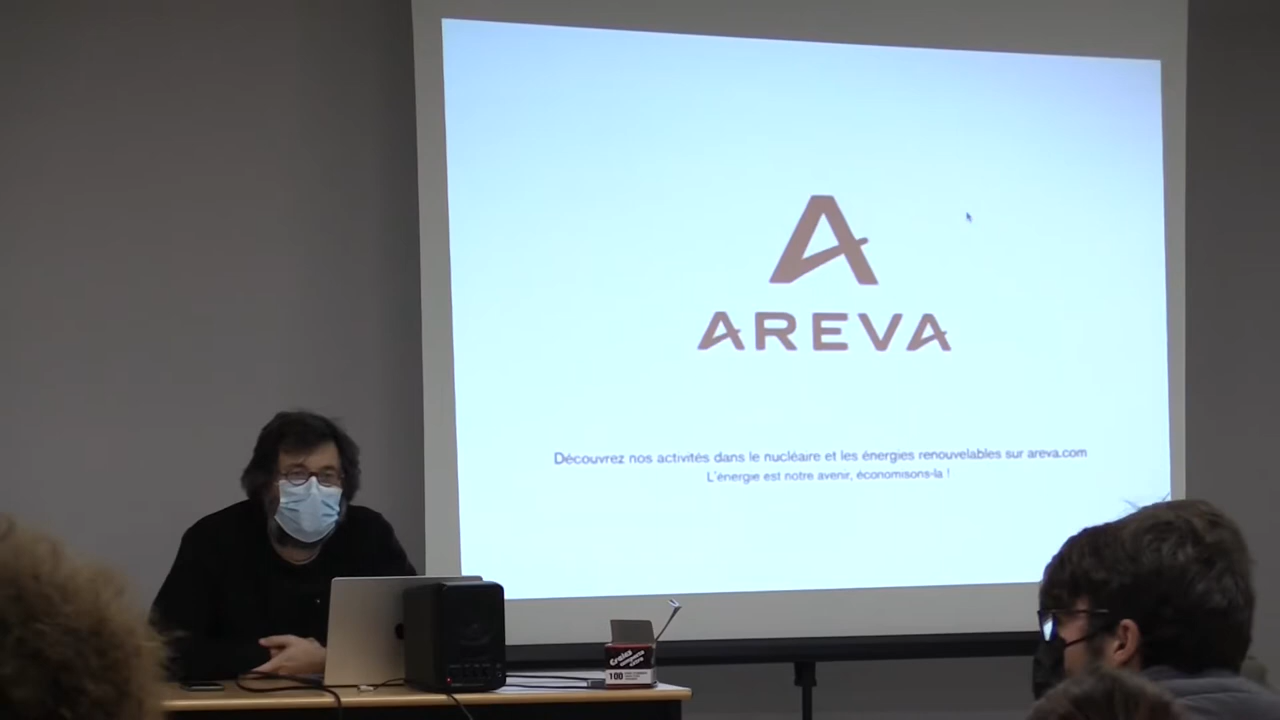 AREVA
Découvrez nos activités dans le nucléaire et les énergies renouvelables sur areva.com
L'énergie est notre avenir, économisons-la !
100